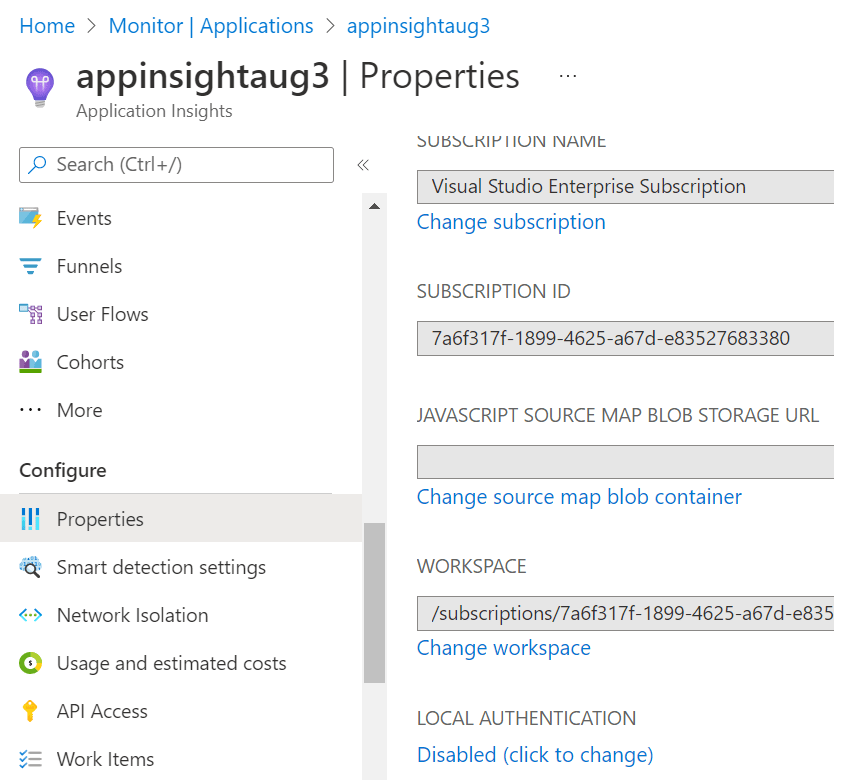 Home > Monitor | Applications > appinsightaug3
appinsightaug3 | Properties ...
Application Insights
Search (Ctrl+/)
«
Events
Funnels
User Flows
Cohorts
More
Configure
Properties
Smart detection settings
Network Isolation
Usage and estimated costs
API Access
Work Items
SUBSCRIPTION NAME
Visual Studio Enterprise Subscription
Change subscription
SUBSCRIPTION ID
7a6f317f-1899-4625-a67d-e83527683380
JAVASCRIPT SOURCE MAP BLOB STORAGE URL
Change source map blob container
WORKSPACE
/subscriptions/7a6f317f-1899-4625-a67d-e835
Change workspace
LOCAL AUTHENTICATION
Disabled (click to change)